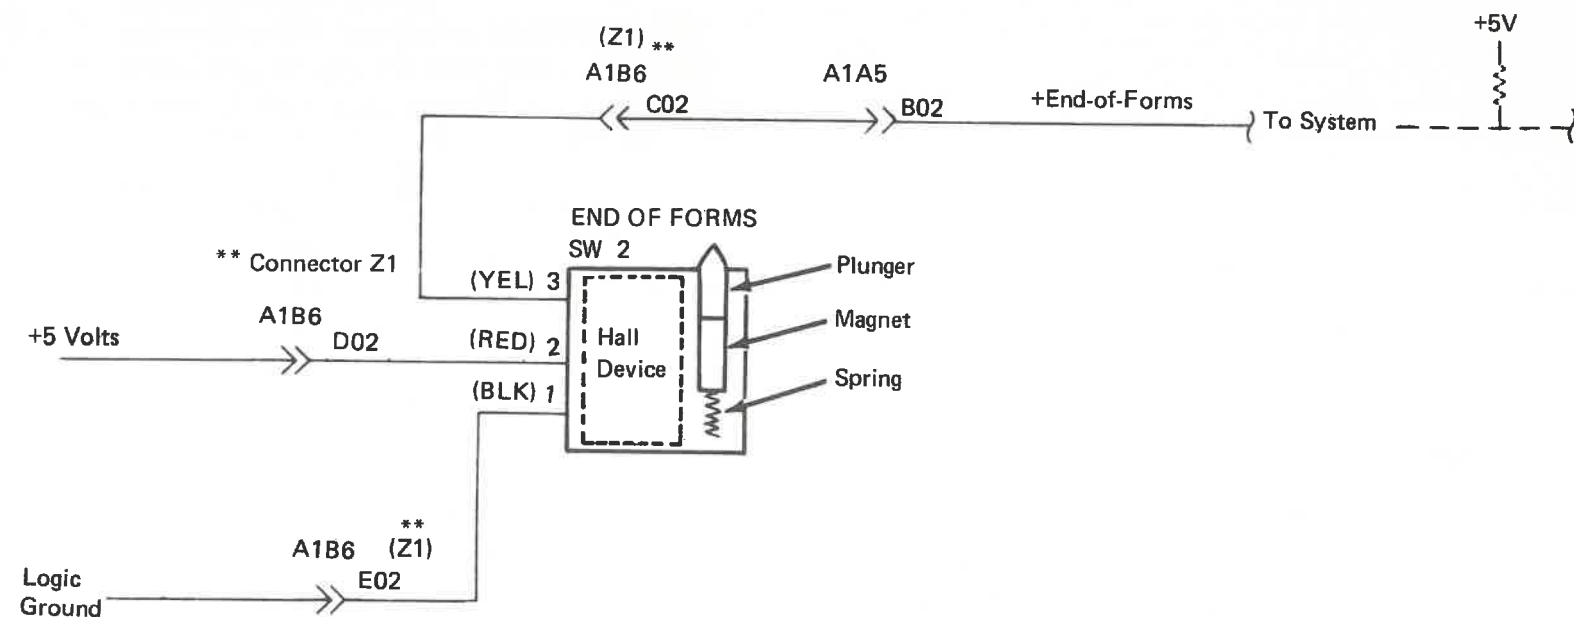 +5V
(Z1) **
A1B6
A1A5
C02
B02
+End-of-Forms
To System
END OF FORMS
SW 2
** Connector Z1
(YEL) 3
Plunger
A1B6
+5 Volts
D02
(RED) 2
Hall
Device
Magnet
(BLK) 1
Spring
**
A1B6 (Z1)
E02
Logic
Ground